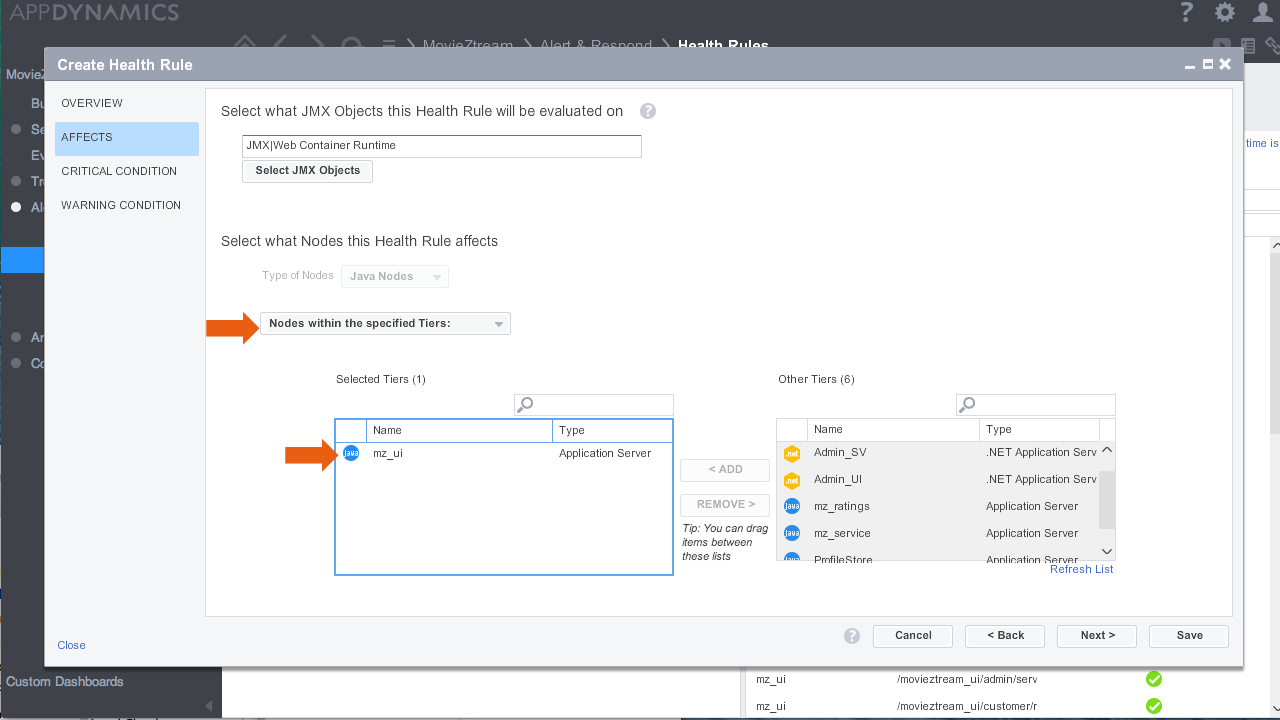 APPDYNAMICS
MovieZtream
Alert & Respond
Health Rules
Create Health Rule
OVERVIEW
AFFECTS
CRITICAL CONDITION
WARNING CONDITION
Select what JMX Objects this Health Rule will be evaluated on ?
JMX|Web Container Runtime
Select JMX Objects
time is
Select what Nodes this Health Rule affects
Type of Nodes Java Nodes
Nodes within the specified Tiers:
Selected Tiers (1)
Name Type
java mz_ui Application Server
< ADD
REMOVE >
Tip: You can drag
items between
these lists
Other Tiers (6)
Name Type
.net Admin_SV .NET Application Serv
.net Admin_UI .NET Application Serv
java mz_ratings Application Server
java mz_service Application Server
java ProfileStore Application Server
Refresh List
Close
? Cancel < Back Next > Save
Custom Dashboards
mz_ui /movieztream_ui/admin/serv
mz_ui /movieztream_ui/customer/r